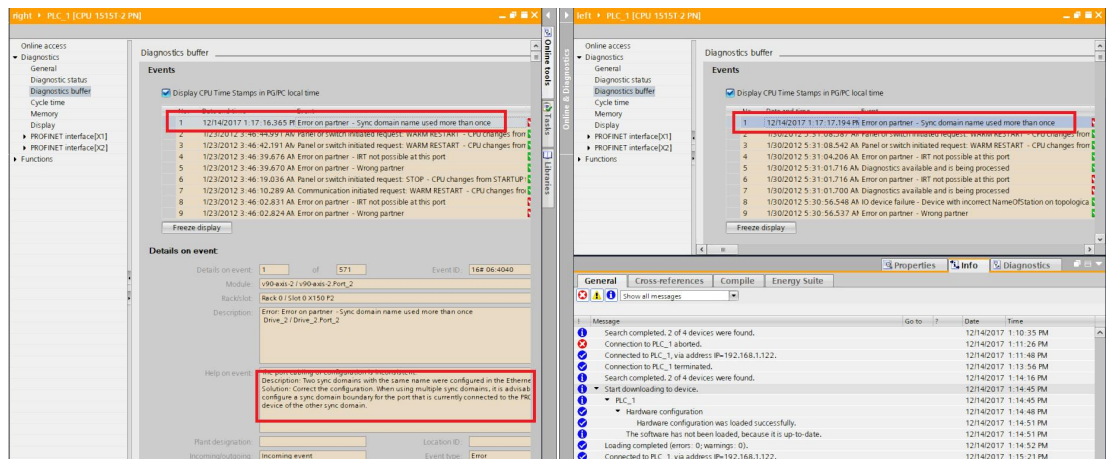 right ▸ PLC_1 [CPU 1515T-2 PN]
Online access
Diagnostics
General
Diagnostic status
Diagnostics buffer
Cycle time
Memory
Display
PROFINET interface[X1]
PROFINET interface[X2]
Functions
Diagnostics buffer
Events
Display CPU Time Stamps in PG/PC local time
1 12/14/2017 1:17:16.365 PM Error on partner - Sync domain name used more than once
2 1/23/2012 3:46:44.991 AM Panel or switch initiated request: WARM RESTART - CPU changes from
3 1/23/2012 3:46:42.191 AM Panel or switch initiated request: WARM RESTART - CPU changes from
4 1/23/2012 3:46:39.676 AM Error on partner - IRT not possible at this port
5 1/23/2012 3:46:39.670 AM Error on partner - Wrong partner
6 1/23/2012 3:46:19.036 AM Panel or switch initiated request: STOP - CPU changes from STARTUP
7 1/23/2012 3:46:10.289 AM Communication initiated request: WARM RESTART - CPU changes from
8 1/23/2012 3:46:02.831 AM Error on partner - IRT not possible at this port
9 1/23/2012 3:46:02.824 AM Error on partner - Wrong partner
Freeze display
Details on event:
Details on event: 1 of 571 Event ID: 16# 06:4040
Module: v90-axis-2 / v90-axis-2.Port_2
Rack/slot: Rack 0 / Slot 0 X150 P2
Description: Error: Error on partner - Sync domain name used more than once
Drive_2 / Drive_2.Port_2
Help on event:
Description: Two sync domains with the same name were configured in the Etherne
Solution: Correct the configuration. When using multiple sync domains, it is advisab
configure a sync domain boundary for the port that is currently connected to the PRO
device of the other sync domain.
Plant designation: Location ID:
Incoming/outgoing: Incoming event Event type: Error
Online tools
Tasks
Libraries
Online & Diagnostics
left ▸ PLC_1 [CPU 1515T-2 PN]
Online access
Diagnostics
General
Diagnostic status
Diagnostics buffer
Cycle time
Memory
Display
PROFINET interface[X1]
PROFINET interface[X2]
Functions
Diagnostics buffer
Events
Display CPU Time Stamps in PG/PC local time
No. Date and time Event
1 12/14/2017 1:17:17.194 PM Error on partner - Sync domain name used more than once
2 1/30/2012 5:31:08.587 AM Panel or switch initiated request: WARM RESTART - CPU changes from
3 1/30/2012 5:31:08.542 AM Panel or switch initiated request: WARM RESTART - CPU changes from
4 1/30/2012 5:31:04.206 AM Error on partner - IRT not possible at this port
5 1/30/2012 5:31:01.716 AM Diagnostics available and is being processed
6 1/30/2012 5:31:01.716 AM Error on partner - IRT not possible at this port
7 1/30/2012 5:31:01.700 AM Diagnostics available and is being processed
8 1/30/2012 5:30:56.548 AM IO device failure - Device with incorrect NameOfStation on topologica
9 1/30/2012 5:30:56.537 AM Error on partner - Wrong partner
Freeze display
Properties Info Diagnostics
General Cross-references Compile Energy Suite
Show all messages
! Message Go to ? Date Time
Search completed. 2 of 4 devices were found. 12/14/2017 1:10:35 PM
Connection to PLC_1 aborted. 12/14/2017 1:11:26 PM
Connected to PLC_1, via address IP=192.168.1.122. 12/14/2017 1:11:48 PM
Connection to PLC_1 terminated. 12/14/2017 1:13:56 PM
Search completed. 2 of 4 devices were found. 12/14/2017 1:14:16 PM
Start downloading to device. 12/14/2017 1:14:45 PM
PLC_1 12/14/2017 1:14:45 PM
Hardware configuration 12/14/2017 1:14:48 PM
Hardware configuration was loaded successfully. 12/14/2017 1:14:51 PM
The software has not been loaded, because it is up-to-date. 12/14/2017 1:14:51 PM
Loading completed (errors: 0; warnings: 0). 12/14/2017 1:14:52 PM
Connected to PLC_1, via address IP=192.168.1.122. 12/14/2017 1:15:21 PM